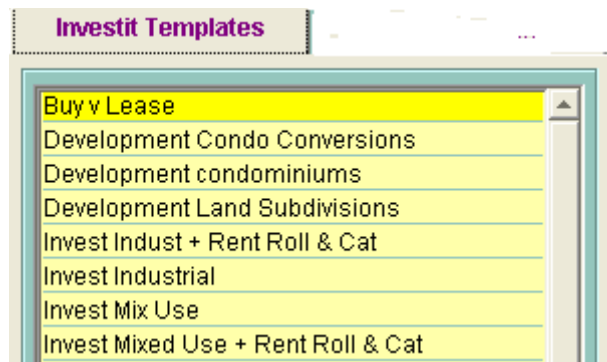 Investit Templates
...
Buy v Lease
Development Condo Conversions
Development condominiums
Development Land Subdivisions
Invest Indust + Rent Roll & Cat
Invest Industrial
Invest Mix Use
Invest Mixed Use + Rent Roll & Cat